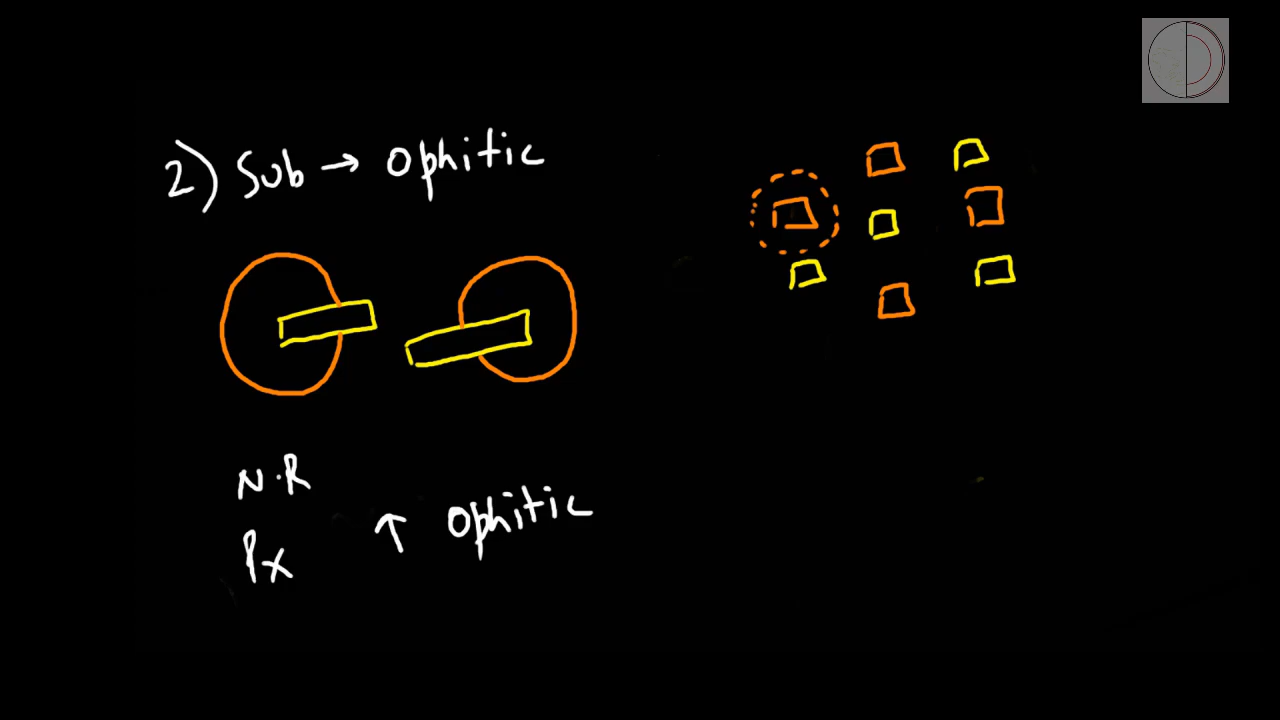 2) Sub → Ophitic
N.R
Px ↑ Ophitic